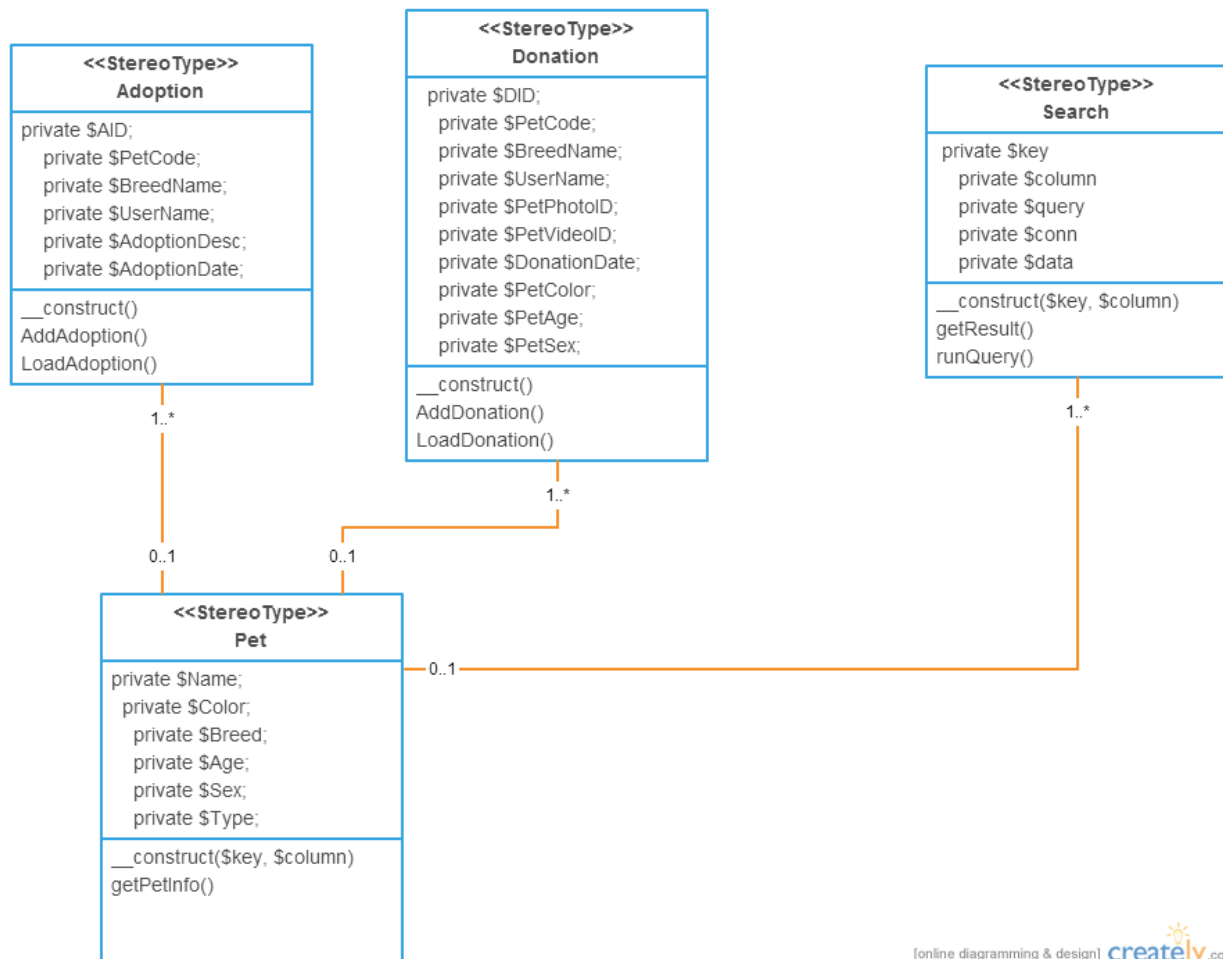 <<StereoType>>
Adoption
private $AID;
private $PetCode;
private $BreedName;
private $UserName;
private $AdoptionDesc;
private $AdoptionDate;
__construct()
AddAdoption()
LoadAdoption()
<<StereoType>>
Donation
private $DID;
private $PetCode;
private $BreedName;
private $UserName;
private $PetPhotoID;
private $PetVideoID;
private $DonationDate;
private $PetColor;
private $PetAge;
private $PetSex;
__construct()
AddDonation()
LoadDonation()
<<StereoType>>
Search
private $key
private $column
private $query
private $conn
private $data
__construct($key, $column)
getResult()
runQuery()
1..*
1..*
1..*
0..1
0..1
0..1
<<StereoType>>
Pet
private $Name;
private $Color;
private $Breed;
private $Age;
private $Sex;
private $Type;
__construct($key, $column)
getPetInfo()
[online diagramming & design] creately.co